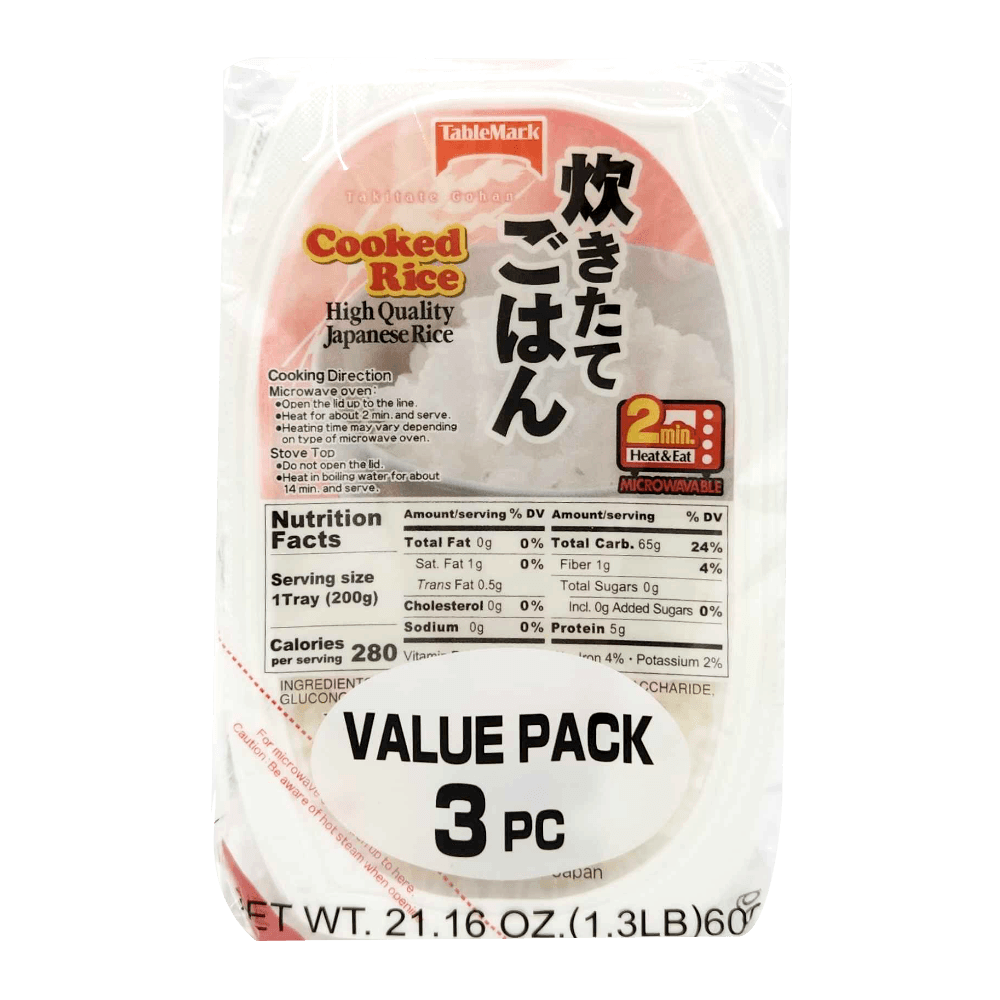 TableMark
Takitate Gohan
炊きたて
ごはん
Cooked
Rice
High Quality
Japanese Rice
Cooking Direction
Microwave oven:
●Open the lid up to the line.
●Heat for about 2 min. and serve.
●Heating time may vary depending
on type of microwave oven.
Stove Top
●Do not open the lid.
●Heat in boiling water for about
14 min. and serve.
2 min.
Heat & Eat
MICROWAVABLE
Nutrition
Facts
Serving size
1Tray (200g)
Calories
per serving 280
Amount/serving % DV
Total Fat 0g 0%
Sat. Fat 1g 0%
Trans Fat 0.5g
Cholesterol 0g 0%
Sodium 0g 0%
Amount/serving % DV
Total Carb. 65g 24%
Fiber 1g 4%
Total Sugars 0g
Incl. 0g Added Sugars 0%
Protein 5g
Iron 4% • Potassium 2%
VALUE PACK
3 PC
For microwave
up to here.
Caution: Be aware of hot steam when
Japan
WT. 21.16 OZ.(1.3LB)